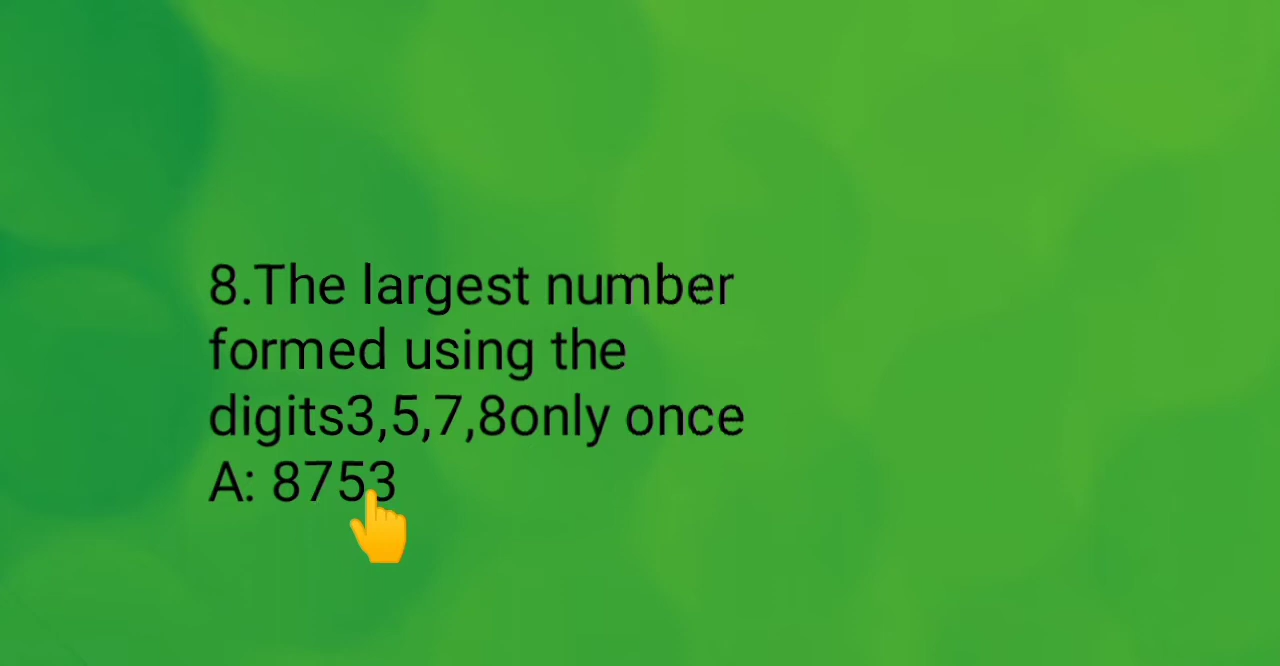 8.The largest number
formed using the
digits3,5,7,8only once
A: 8753